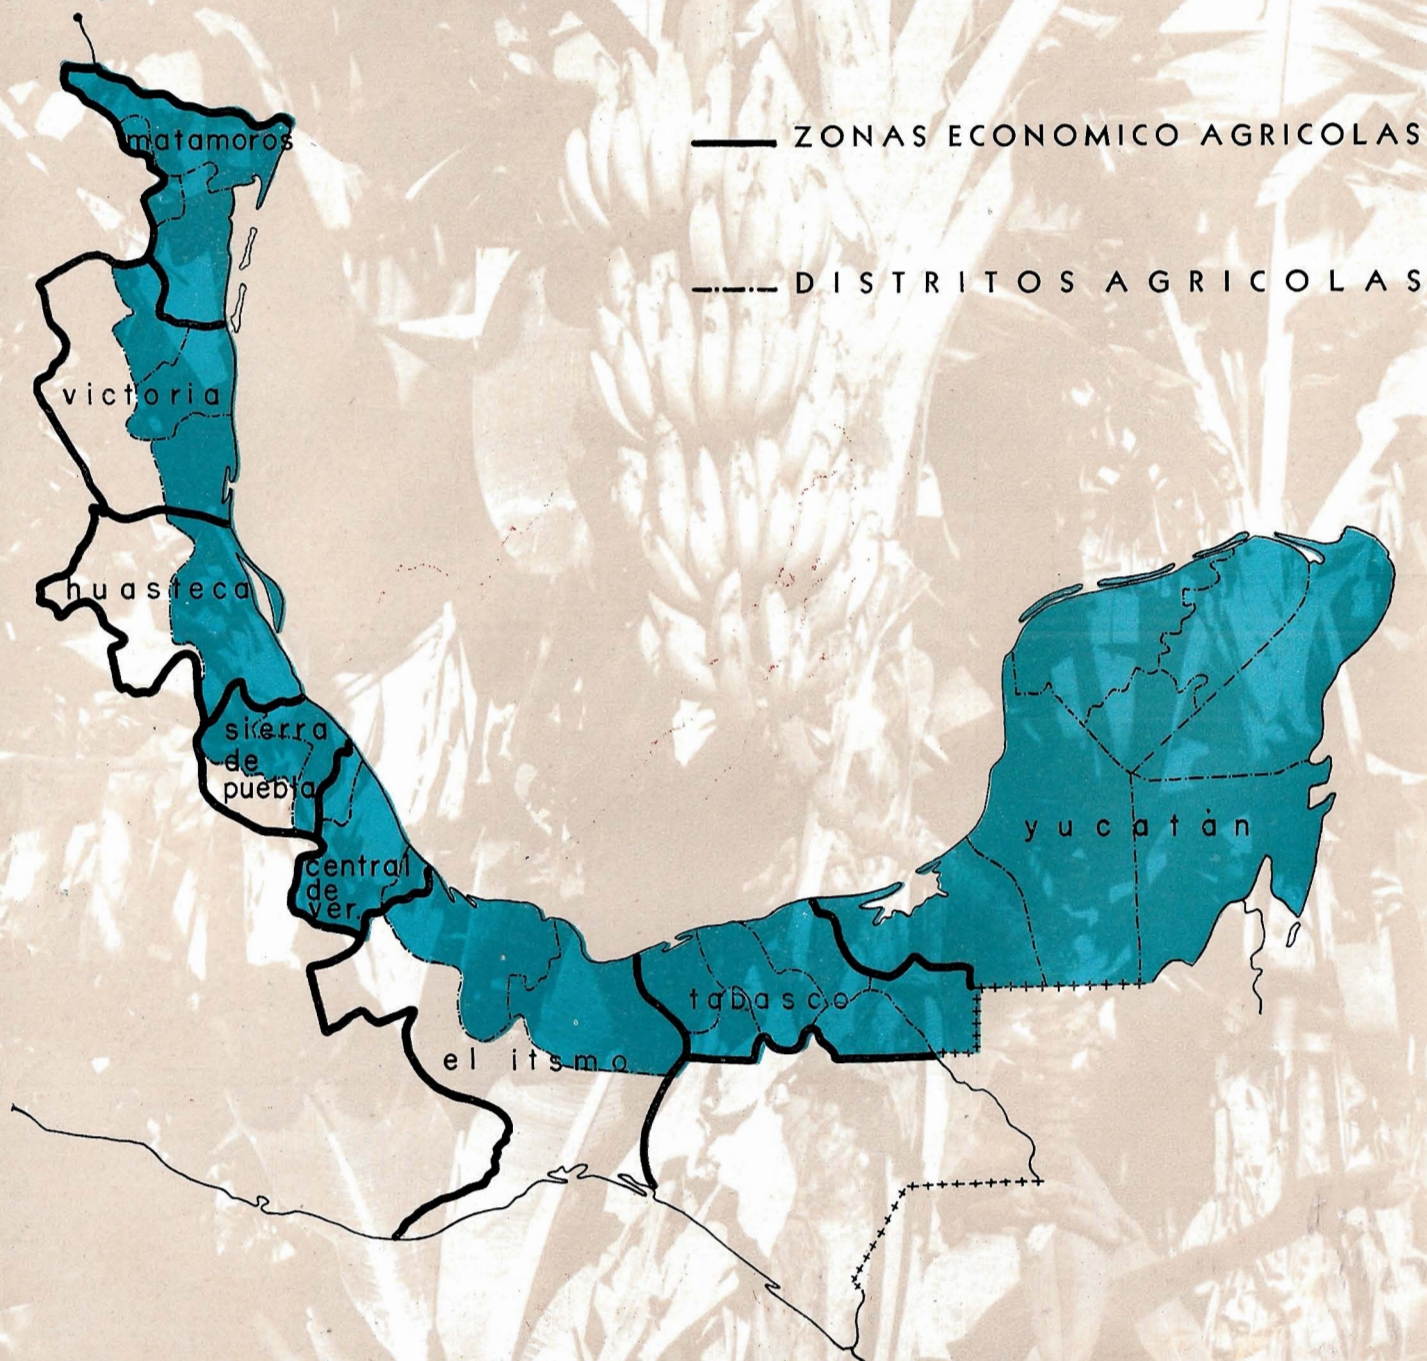 matamoros
ZONAS ECONOMICO AGRICOLAS
DISTRITOS AGRICOLAS
victoria
huasteca
sierra
de
puebla
central
de
ver.
yucatán
tabasco
el itsmo